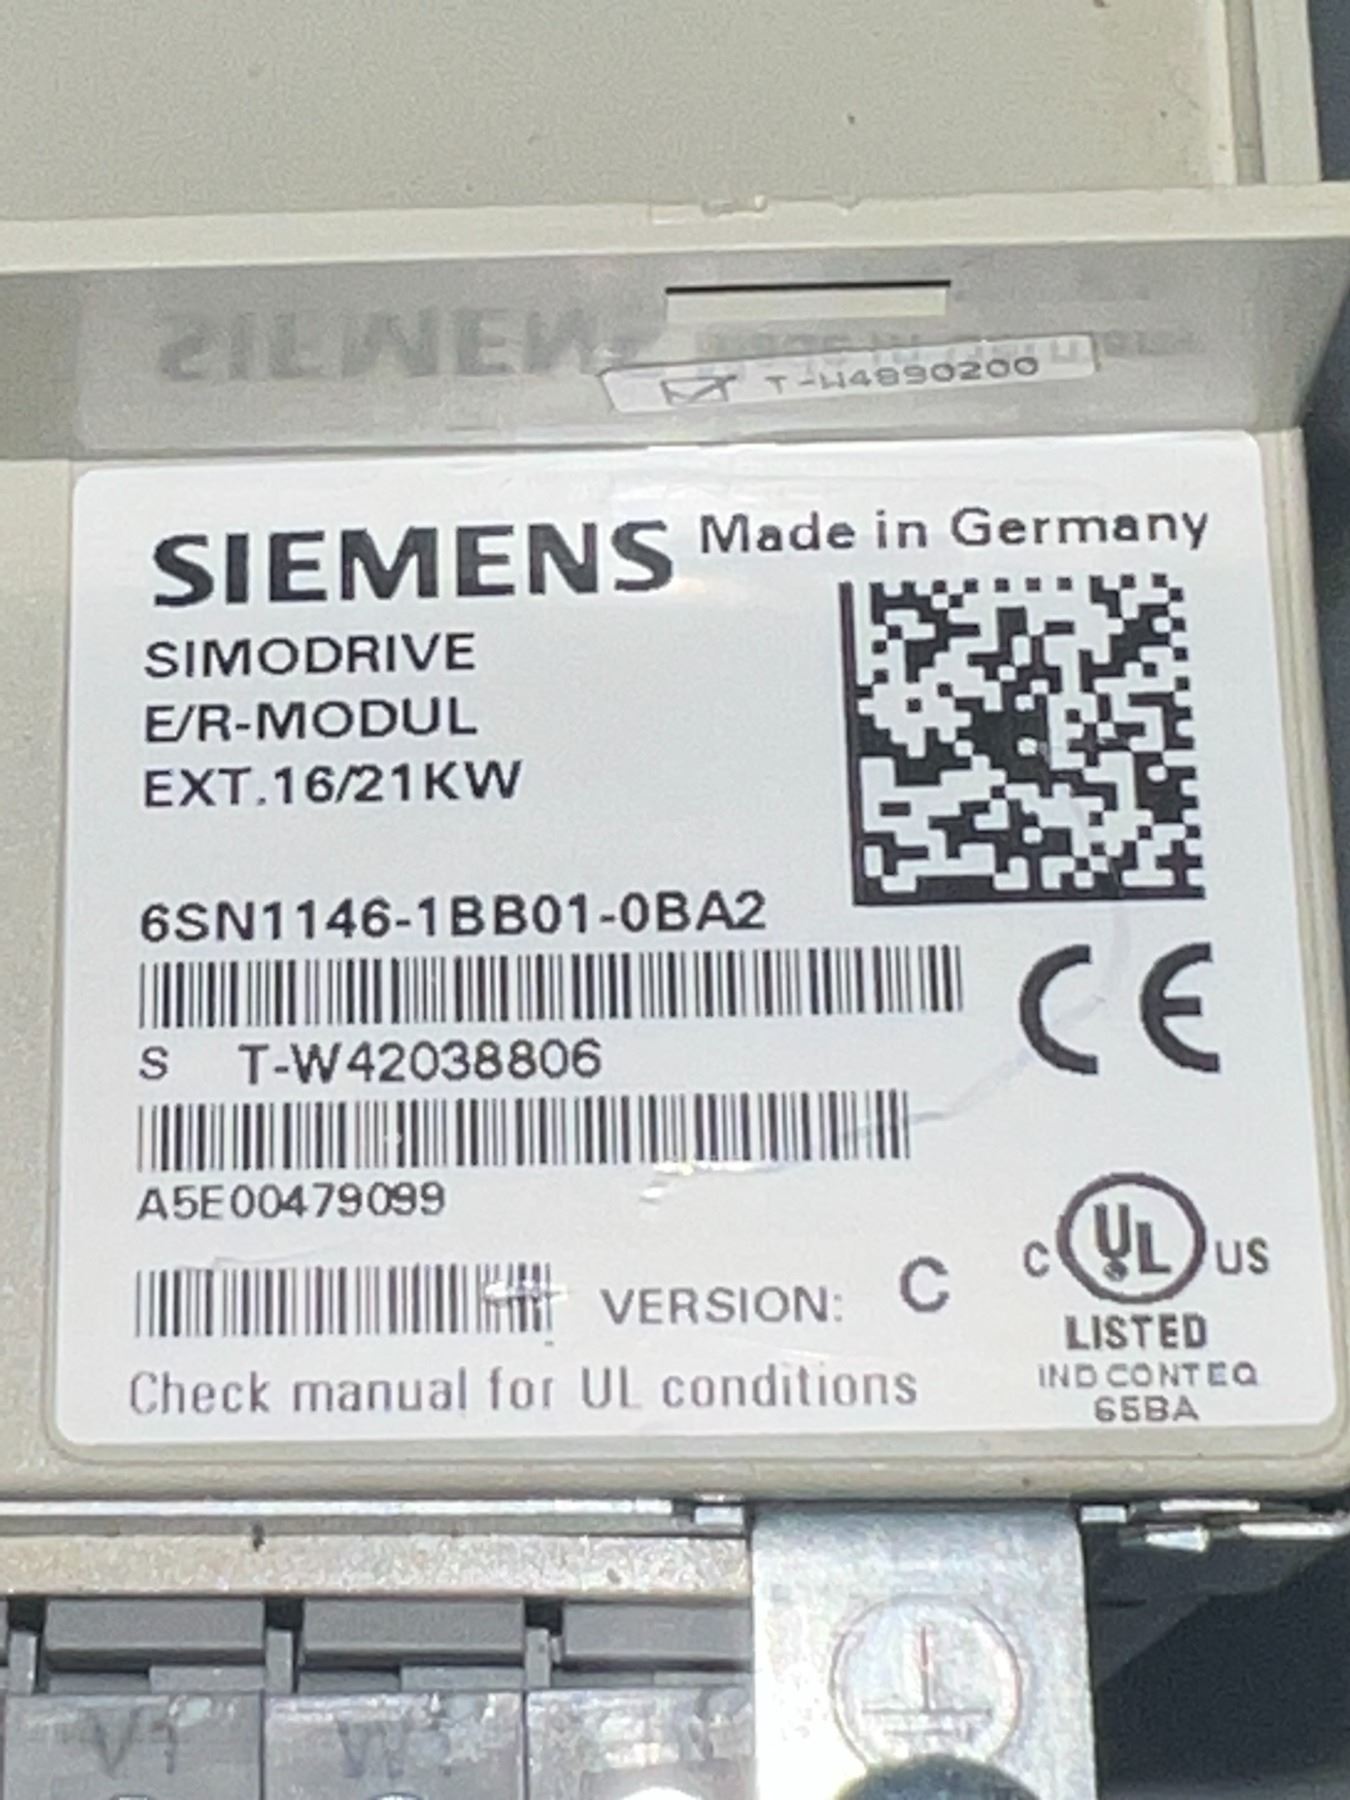 T-W4890200
SIEMENS Made in Germany
SIMODRIVE
E/R-MODUL
EXT.16/21KW
6SN1146-1BB01-0BA2
S T-W42038806
A5E00479099
VERSION: C
C UL US
LISTED
IND CONT EQ
65BA
Check manual for UL conditions